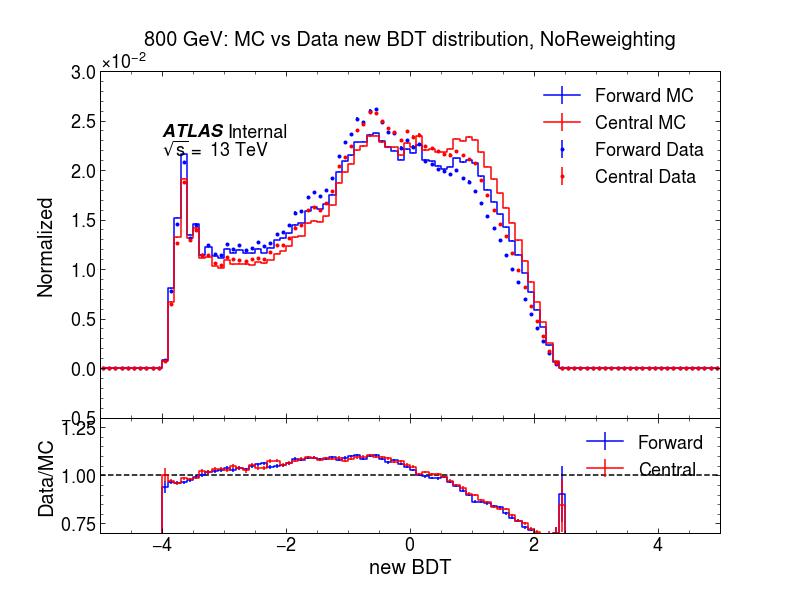 800 GeV: MC vs Data new BDT distribution, NoReweighting
×10−2
3.0
2.5
2.0
1.5
1.0
0.5
0.0
−0.5
Normalized
ATLAS Internal
√s = 13 TeV
Forward MC
Central MC
Forward Data
Central Data
1.25
1.00
0.75
Data/MC
Forward
Central
−4 −2 0 2 4
new BDT